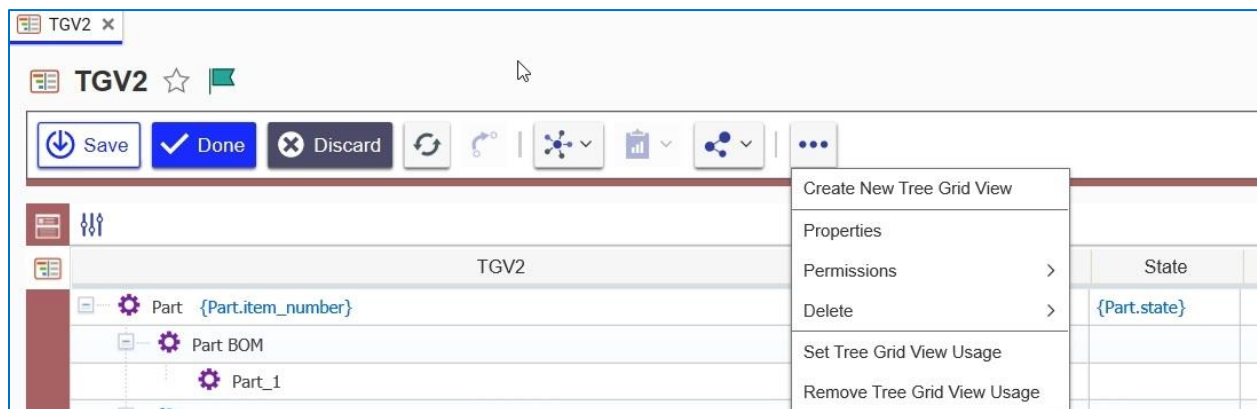 TGV2
TGV2
Save Done Discard
Create New Tree Grid View
Properties
Permissions
Delete
Set Tree Grid View Usage
Remove Tree Grid View Usage
TGV2 State
Part {Part.item_number} {Part.state}
Part BOM
Part_1